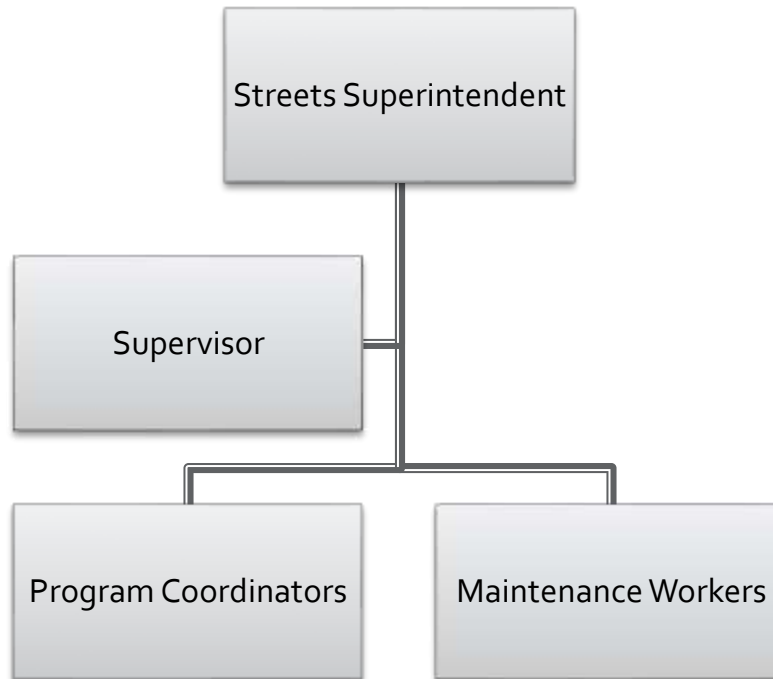 Streets Superintendent
Supervisor
Program Coordinators
Maintenance Workers